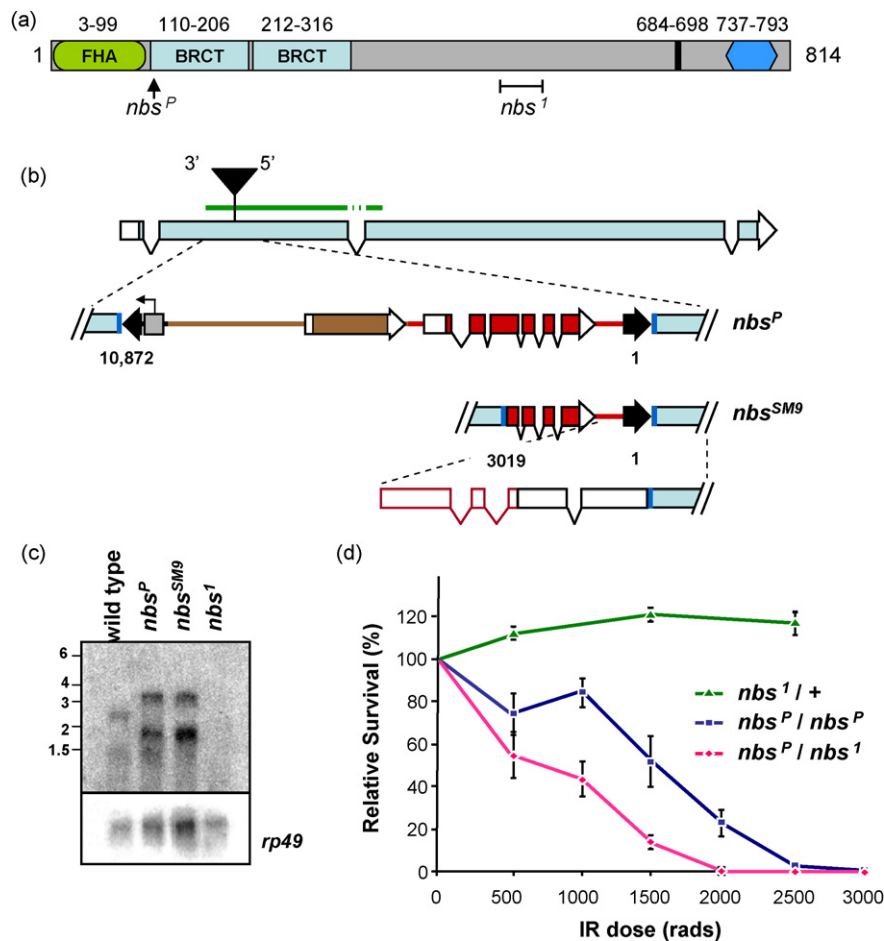 (a)
3-99 110-206 212-316 684-698 737-793
1 FHA BRCT BRCT 814
nbs^P nbs^1
(b)
3' 5'
nbs^P
10,872 1
nbs^SM9
3019 1
(c)
wild type nbs^P nbs^SM9 nbs^1
6
4
3
2
1.5
rp49
(d)
Relative Survival (%)
120
100
80
60
40
20
0
nbs^1 / +
nbs^P / nbs^P
nbs^P / nbs^1
0 500 1000 1500 2000 2500 3000
IR dose (rads)